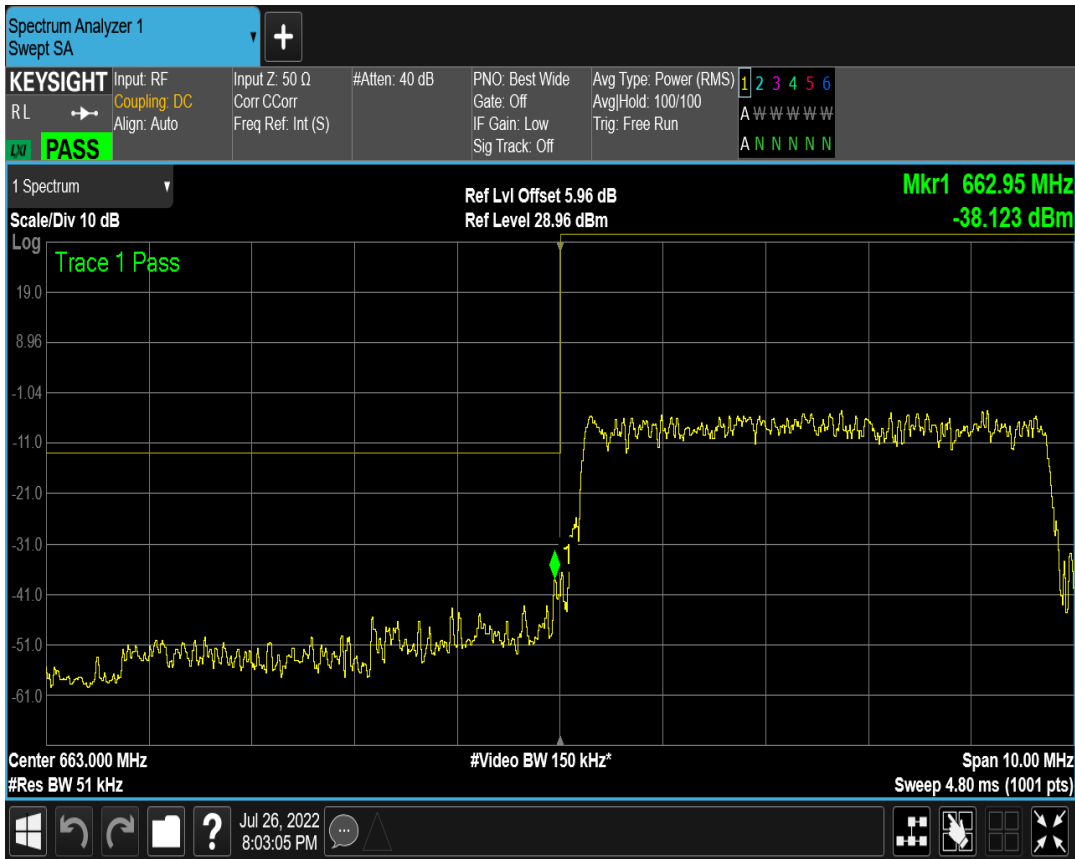 Spectrum Analyzer 1
Swept SA
+
KEYSIGHT
RL
LXI PASS
Input: RF
Coupling: DC
Align: Auto
Input Z: 50 Ω
Corr CCorr
Freq Ref: Int (S)
#Atten: 40 dB
PNO: Best Wide
Gate: Off
IF Gain: Low
Sig Track: Off
Avg Type: Power (RMS)
Avg|Hold: 100/100
Trig: Free Run
1 2 3 4 5 6
A W W W W W
A N N N N N
1 Spectrum
Scale/Div 10 dB
Ref Lvl Offset 5.96 dB
Ref Level 28.96 dBm
Mkr1 662.95 MHz
-38.123 dBm
Log
Trace 1 Pass
19.0
8.96
-1.04
-11.0
-21.0
-31.0
1
-41.0
-51.0
-61.0
Center 663.000 MHz
#Video BW 150 kHz*
Span 10.00 MHz
#Res BW 51 kHz
Sweep 4.80 ms (1001 pts)
?
Jul 26, 2022
8:03:05 PM